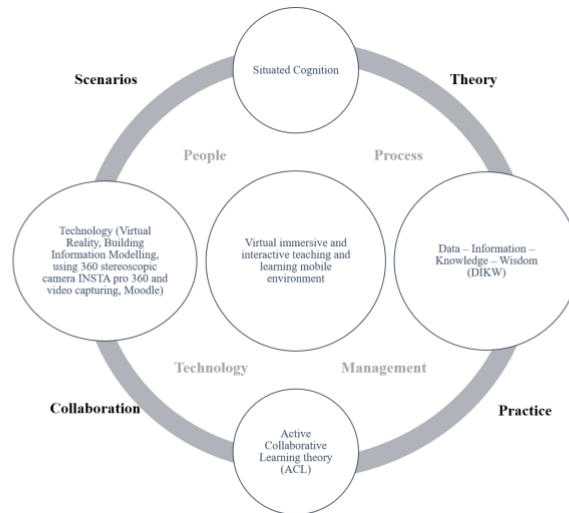 Situated Cognition
Scenarios
Theory
People
Process
Technology (Virtual
Reality, Building
Information Modelling,
using 360 stereoscopic
camera INSTA pro 360 and
video capturing, Moodle)
Virtual immersive and
interactive teaching and
learning mobile
environment
Data – Information –
Knowledge – Wisdom
(DIKW)
Technology
Management
Collaboration
Practice
Active
Collaborative
Learning theory
(ACL)